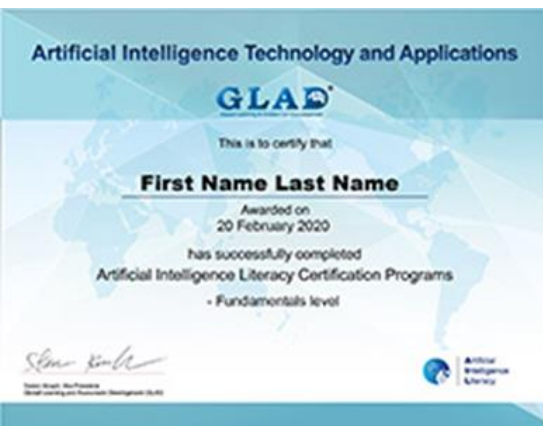 Artificial Intelligence Technology and Applications
GLAD
This is to certify that
First Name Last Name
Awarded on
20 February 2020
has successfully completed
Artificial Intelligence Literacy Certification Programs
- Fundamentals level
Artificial
Intelligence
Literacy